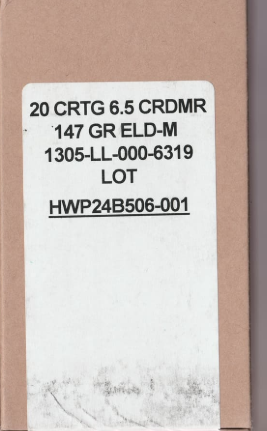 20 CRTG 6.5 CRDMR
147 GR ELD-M
1305-LL-000-6319
LOT
HWP24B506-001